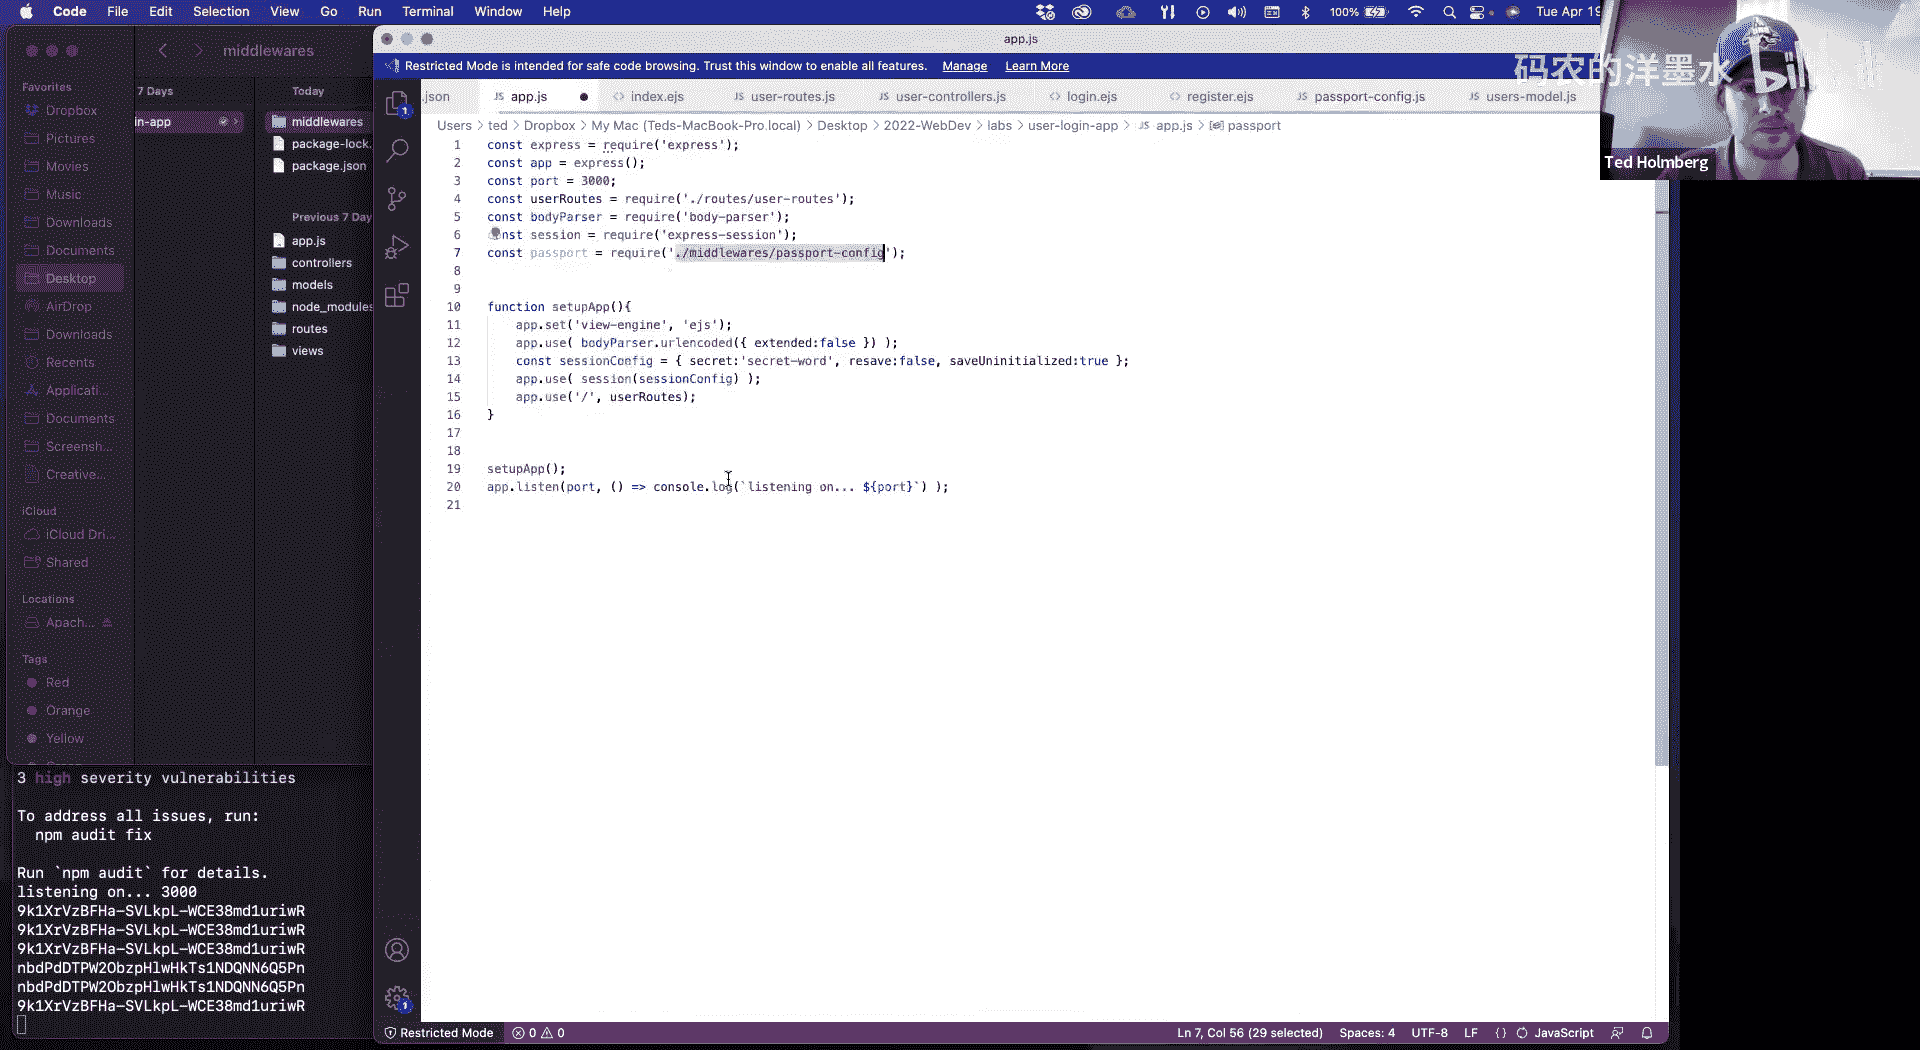 Code File Edit Selection View Go Run Terminal Window Help 100% Tue Apr 19
middlewares
app.js
Restricted Mode is intended for safe code browsing. Trust this window to enable all features. Manage Learn More
.json app.js index.ejs user-routes.js user-controllers.js login.ejs register.ejs passport-config.js users-model.js
Users > ted > Dropbox > My Mac (Teds-MacBook-Pro.local) > Desktop > 2022-WebDev > labs > user-login-app > JS app.js > passport
Favorites
Dropbox
Pictures
Movies
Music
Downloads
Documents
Desktop
AirDrop
Downloads
Recents
Applicati...
Documents
Screensh...
Creative...
iCloud
iCloud Dri...
Shared
Locations
Apach...
Tags
Red
Orange
Yellow
7 Days
in-app
Today
middlewares
package-lock.
package.json
Previous 7 Day
app.js
controllers
models
node_modules
routes
views
1 const express = require('express');
2 const app = express();
3 const port = 3000;
4 const userRoutes = require('./routes/user-routes');
5 const bodyParser = require('body-parser');
6 const session = require('express-session');
7 const passport = require('./middlewares/passport-config');
8
9
10 function setupApp(){
11 app.set('view-engine', 'ejs');
12 app.use( bodyParser.urlencoded({ extended:false }) );
13 const sessionConfig = { secret:'secret-word', resave:false, saveUninitialized:true };
14 app.use( session(sessionConfig) );
15 app.use('/', userRoutes);
16 }
17
18
19 setupApp();
20 app.listen(port, () => console.log(`listening on... ${port}`) );
21
3 high severity vulnerabilities
To address all issues, run:
npm audit fix
Run `npm audit` for details.
listening on... 3000
9k1XrVzBFHa-SVLkpL-WCE38md1uriwR
9k1XrVzBFHa-SVLkpL-WCE38md1uriwR
9k1XrVzBFHa-SVLkpL-WCE38md1uriwR
nbdPdDTPW2ObzpHlwHkTs1NDQNN6Q5Pn
nbdPdDTPW2ObzpHlwHkTs1NDQNN6Q5Pn
9k1XrVzBFHa-SVLkpL-WCE38md1uriwR
Restricted Mode 0 0 Ln 7, Col 56 (29 selected) Spaces: 4 UTF-8 LF {} JavaScript
码农的洋墨水 bilibili
Ted Holmberg